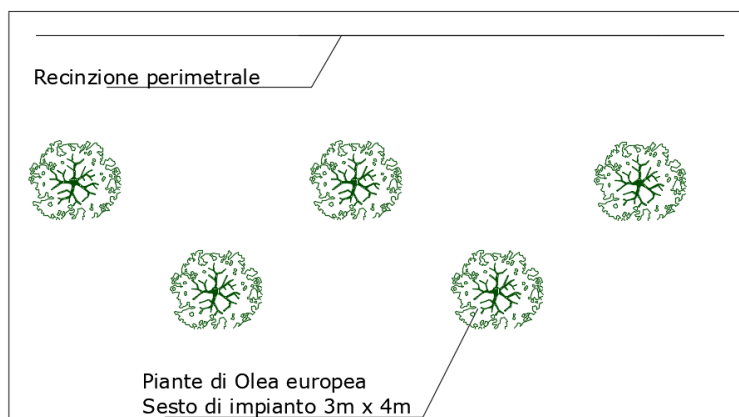 Recinzione perimetrale
Piante di Olea europea
Sesto di impianto 3m x 4m